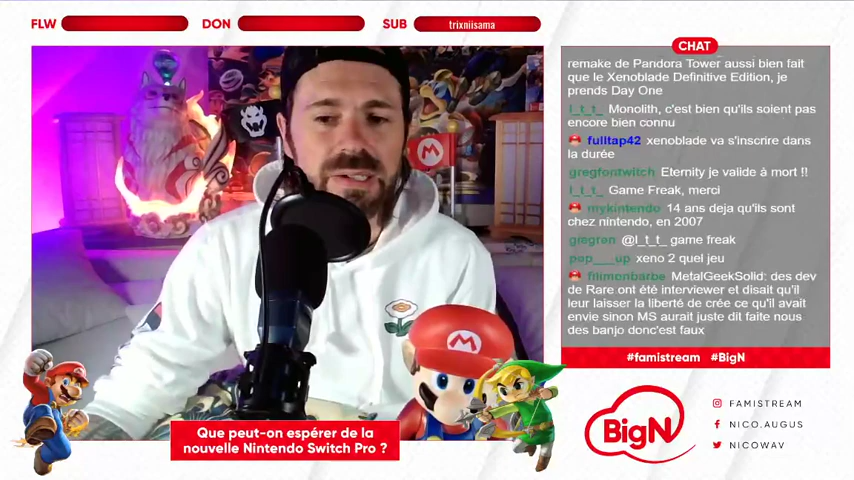 FLW DON SUB trixniisama
CHAT
remake de Pandora Tower aussi bien fait
que le Xenoblade Definitive Edition, je
prends Day One
l_t_t_ Monolith, c'est bien qu'ils soient pas
encore bien connu
fulltap42 xenoblade va s'inscrire dans
la durée
gregfontwitch Eternity je valide à mort !!
l_t_t_ Game Freak, merci
mykintendo 14 ans deja qu'ils sont
chez nintendo, en 2007
gregren @l_t_t_ game freak
pop___up xeno 2 quel jeu
filimonbarbe MetalGeekSolid: des dev
de Rare ont été interviewer et disait qu'il
leur laisser la liberté de crée ce qu'il avait
envie sinon MS aurait juste dit faite nous
des banjo donc'est faux
#famistream #BigN
BigN
FAMISTREAM
NICO.AUGUS
NICOWAV
Que peut-on espérer de la
nouvelle Nintendo Switch Pro ?